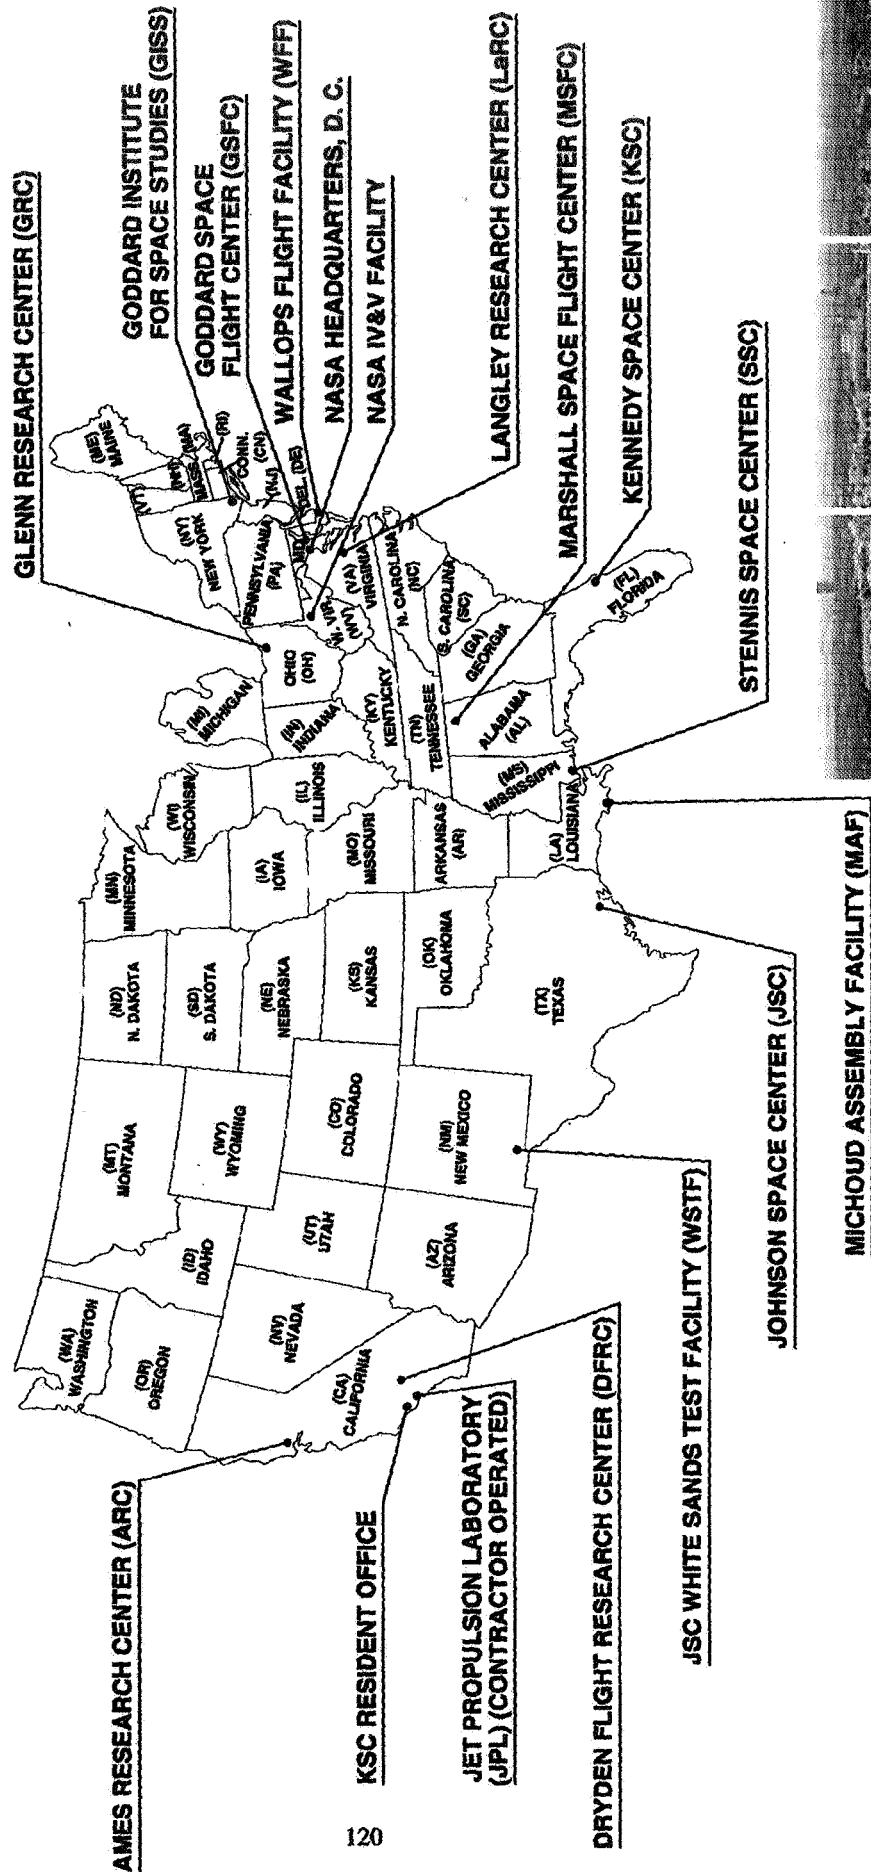 GLENN RESEARCH CENTER (GRC)
GODDARD INSTITUTE
FOR SPACE STUDIES (GISS)
GODDARD SPACE
FLIGHT CENTER (GSFC)
WALLOPS FLIGHT FACILITY (WFF)
NASA HEADQUARTERS, D. C.
NASA IV&V FACILITY
LANGLEY RESEARCH CENTER (LaRC)
MARSHALL SPACE FLIGHT CENTER (MSFC)
KENNEDY SPACE CENTER (KSC)
STENNIS SPACE CENTER (SSC)
MICHOUD ASSEMBLY FACILITY (MAF)
JOHNSON SPACE CENTER (JSC)
JSC WHITE SANDS TEST FACILITY (WSTF)
DRYDEN FLIGHT RESEARCH CENTER (DFRC)
JET PROPULSION LABORATORY
(JPL) (CONTRACTOR OPERATED)
KSC RESIDENT OFFICE
AMES RESEARCH CENTER (ARC)
(WA)
WASHINGTON
(OR)
OREGON
(CA)
CALIFORNIA
(NV)
NEVADA
(ID)
IDAHO
(MT)
MONTANA
(WY)
WYOMING
(UT)
UTAH
(AZ)
ARIZONA
(CO)
COLORADO
(NM)
NEW MEXICO
(ND)
N. DAKOTA
(SD)
S. DAKOTA
(NE)
NEBRASKA
(KS)
KANSAS
(OK)
OKLAHOMA
(TX)
TEXAS
(MN)
MINNESOTA
(IA)
IOWA
(MO)
MISSOURI
ARKANSAS
(AR)
(LA)
LOUISIANA
(WI)
WISCONSIN
(IL)
ILLINOIS
(MI)
MICHIGAN
(IN)
INDIANA
OHIO
(OH)
(KY)
KENTUCKY
(TN)
TENNESSEE
(MS)
MISSISSIPPI
ALABAMA
(AL)
(GA)
GEORGIA
(FL)
FLORIDA
S. CAROLINA
(SC)
N. CAROLINA
(NC)
(VA)
VIRGINIA
W. VIR.
(WV)
MD.
DEL. (DE)
(NJ)
PENNSYLVANIA
(PA)
(NY)
NEW YORK
CONN.
(CN)
(RI)
MASS. (MA)
(NH)
(VT)
(ME)
MAINE
120